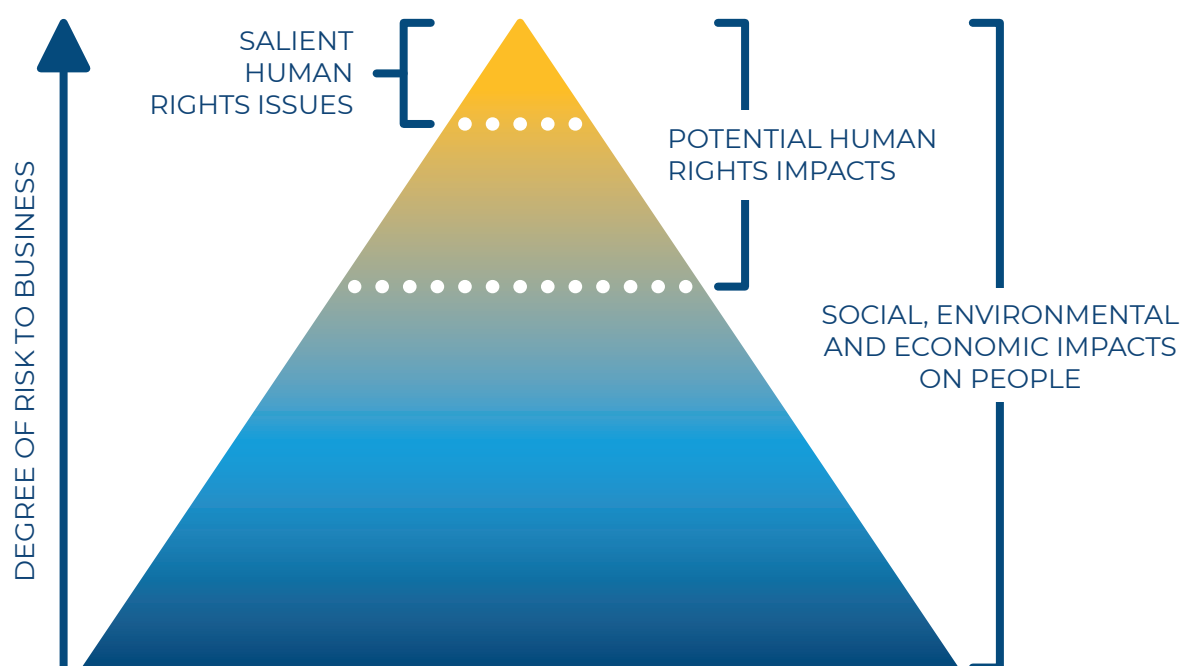 SALIENT
HUMAN
RIGHTS ISSUES
POTENTIAL HUMAN
RIGHTS IMPACTS
SOCIAL, ENVIRONMENTAL
AND ECONOMIC IMPACTS
ON PEOPLE
DEGREE OF RISK TO BUSINESS